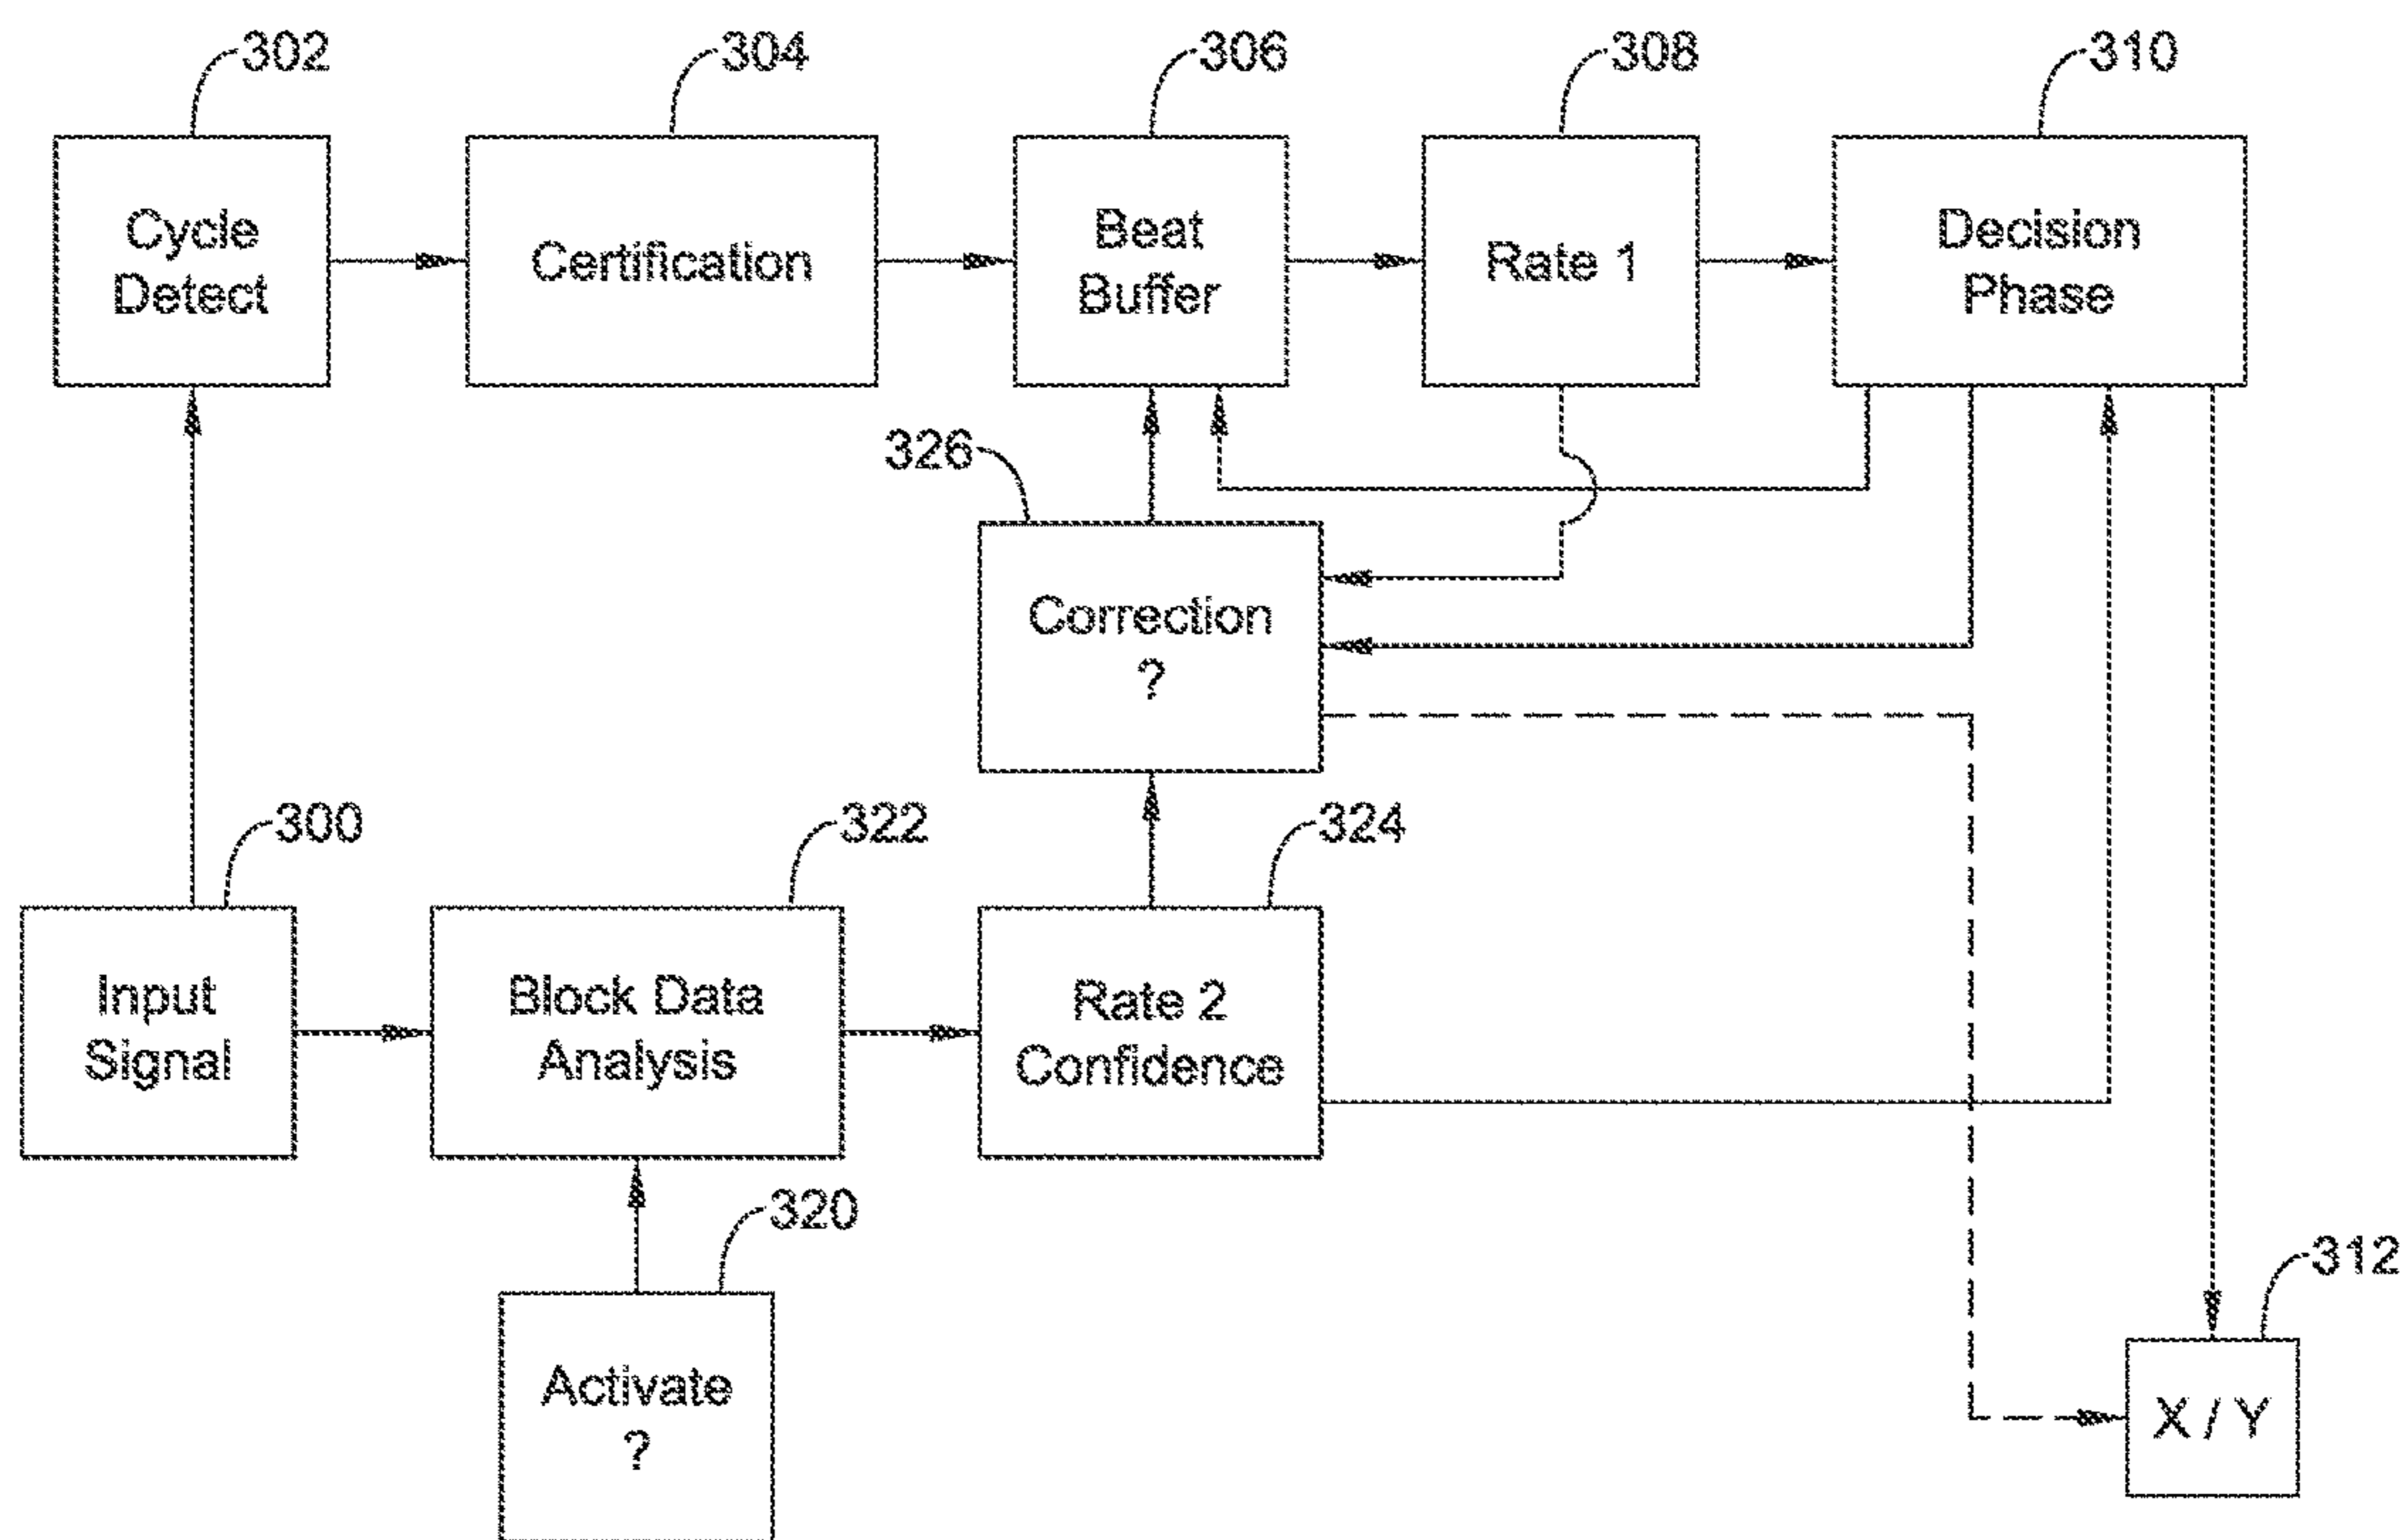 302
304
306
308
310
Cycle
Detect
Certification
Beat
Buffer
Rate 1
Decision
Phase
326
Correction
?
300
322
324
Input
Signal
Block Data
Analysis
Rate 2
Confidence
320
Activate
?
312
X / Y